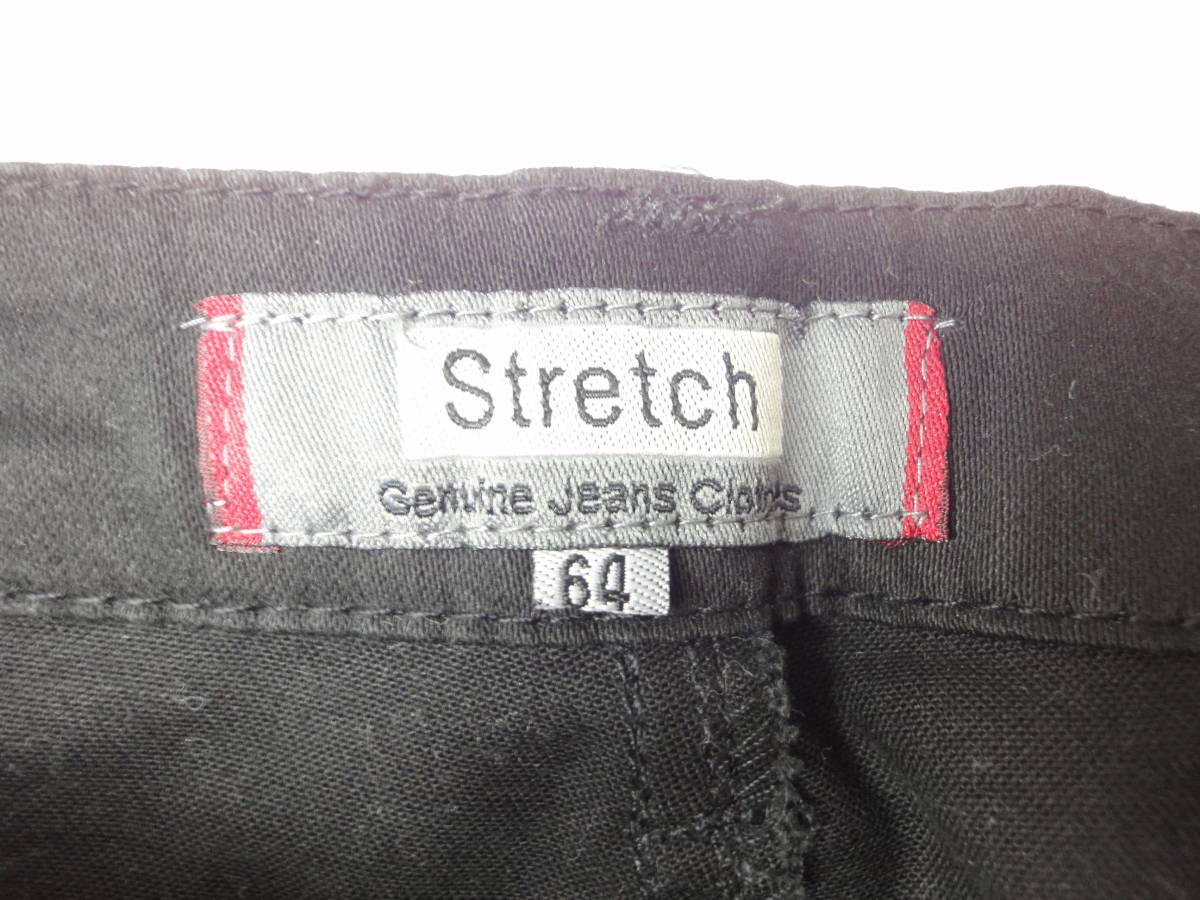 Stretch
Genuine Jeans Cloths
64